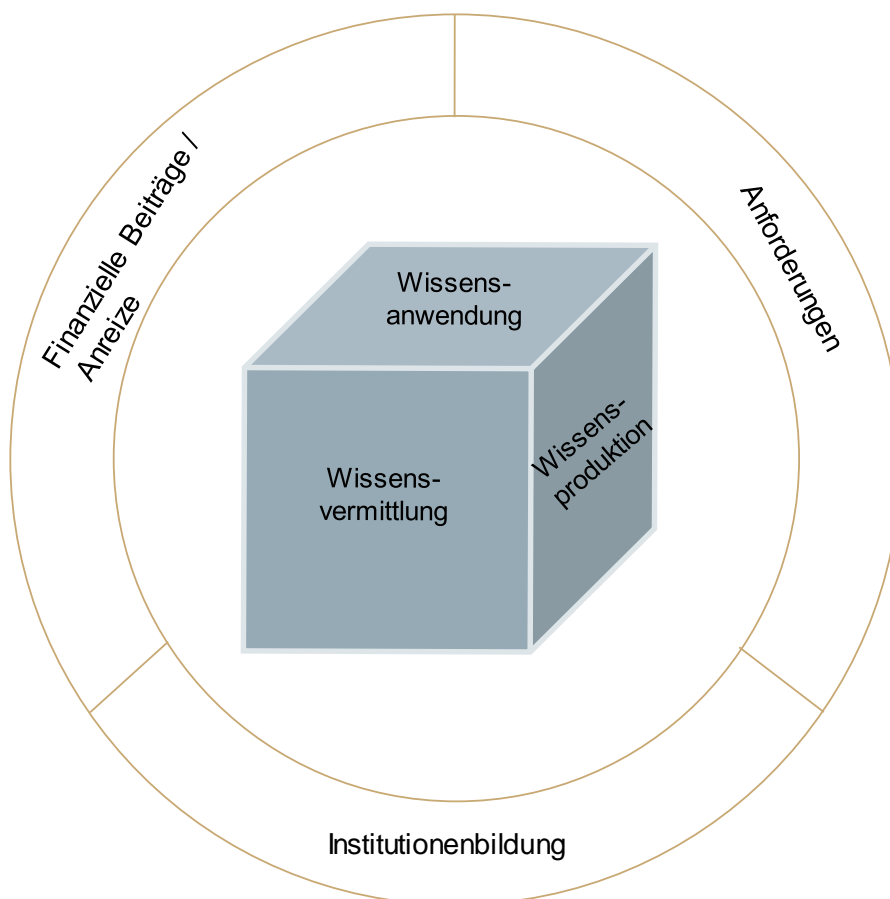 Finanzielle Beiträge /
Anreize
Anforderungen
Wissens-
anwendung
Wissens-
vermittlung
Wissens-
produktion
Institutionenbildung